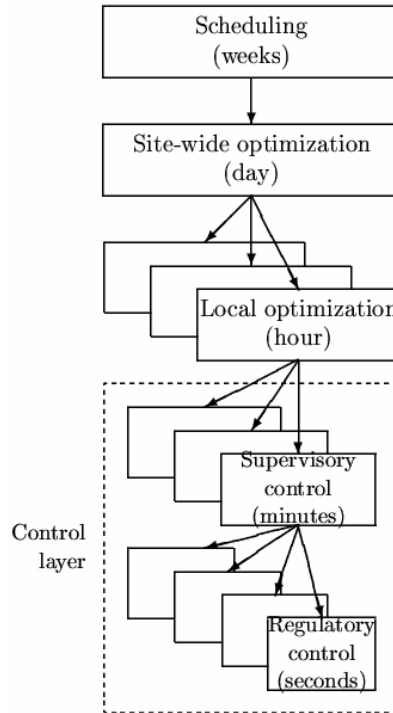 Scheduling
(weeks)
Site-wide optimization
(day)
Local optimization
(hour)
Supervisory
control
(minutes)
Control
layer
Regulatory
control
(seconds)